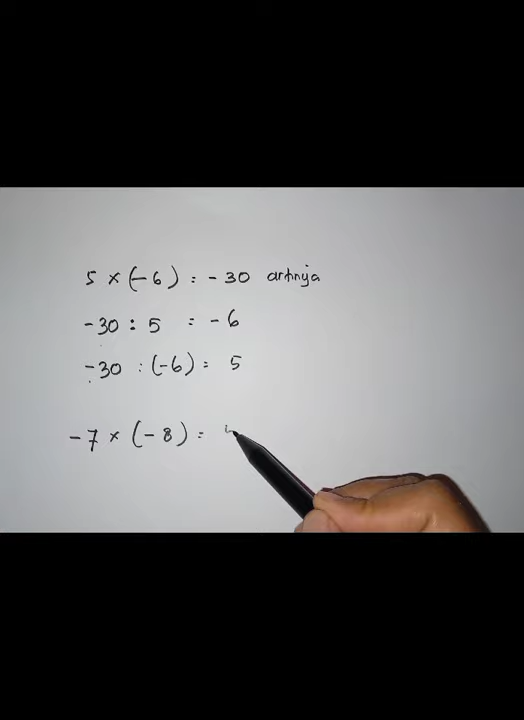 5 × (-6) = -30 artinya
-30 : 5 = -6
-30 : (-6) = 5
-7 × (-8) =